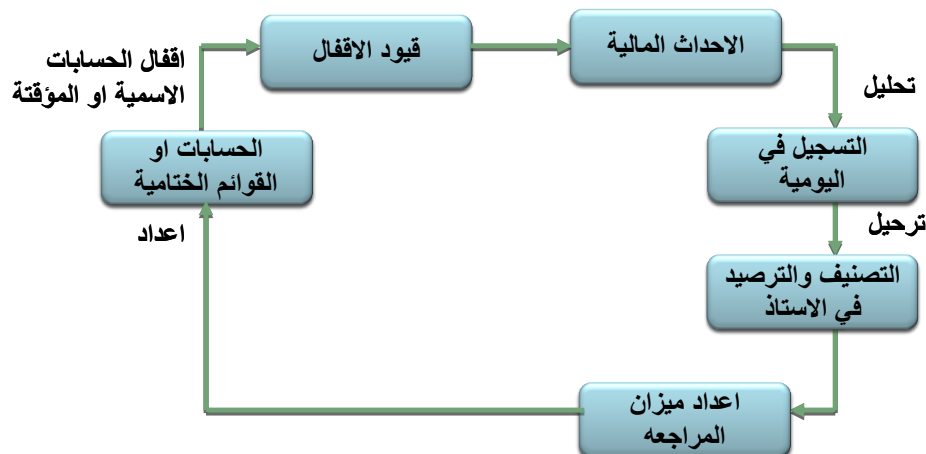 قيود الاقفال
الاحداث المالية
تحليل
التسجيل في
اليومية
ترحيل
التصنيف والترصيد
في الاستاذ
اعداد ميزان
المراجعه
اعداد
الحسابات او
القوائم الختامية
اقفال الحسابات
الاسمية او المؤقتة